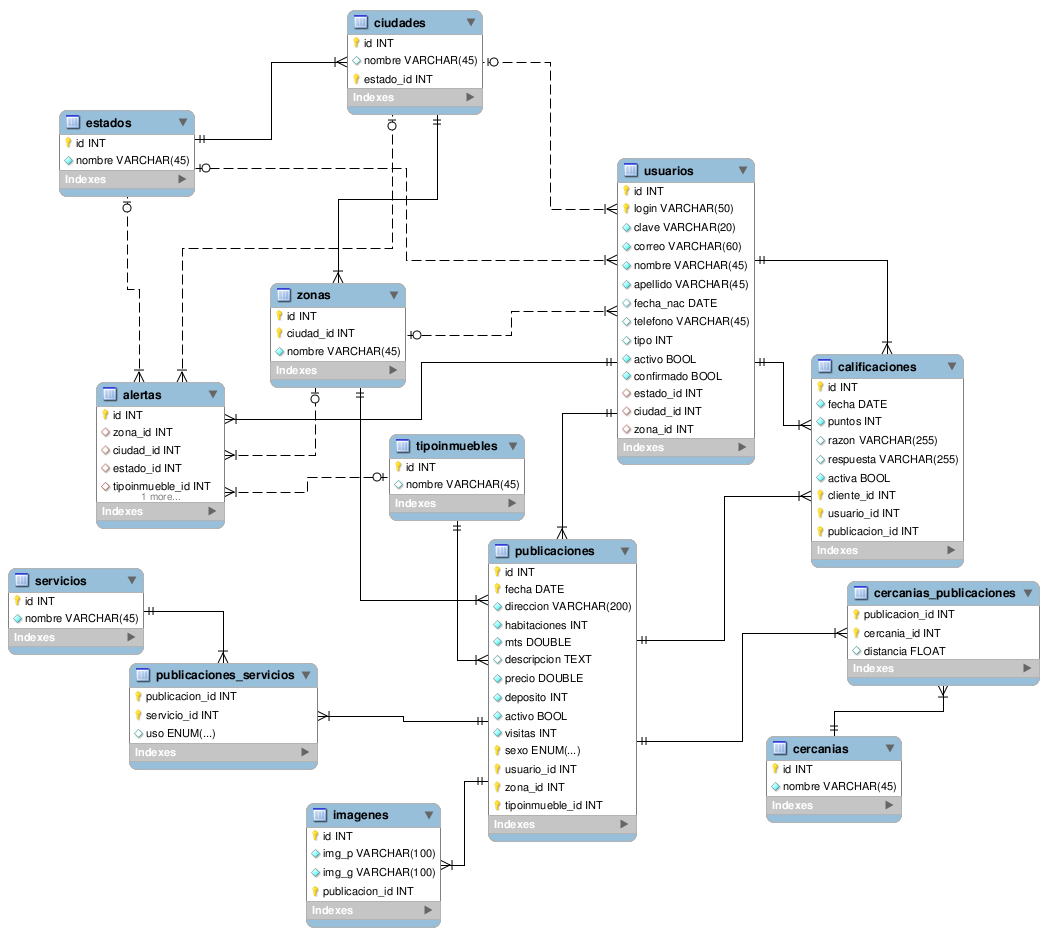 ciudades
id INT
nombre VARCHAR(45)
estado_id INT
Indexes
estados
id INT
nombre VARCHAR(45)
Indexes
usuarios
id INT
login VARCHAR(50)
clave VARCHAR(20)
correo VARCHAR(60)
nombre VARCHAR(45)
apellido VARCHAR(45)
fecha_nac DATE
telefono VARCHAR(45)
tipo INT
activo BOOL
confirmado BOOL
estado_id INT
ciudad_id INT
zona_id INT
Indexes
zonas
id INT
ciudad_id INT
nombre VARCHAR(45)
Indexes
calificaciones
id INT
fecha DATE
puntos INT
razon VARCHAR(255)
respuesta VARCHAR(255)
activa BOOL
cliente_id INT
usuario_id INT
publicacion_id INT
Indexes
alertas
id INT
zona_id INT
ciudad_id INT
estado_id INT
tipoinmueble_id INT
1 more...
Indexes
tipoinmuebles
id INT
nombre VARCHAR(45)
Indexes
publicaciones
id INT
fecha DATE
direccion VARCHAR(200)
habitaciones INT
mts DOUBLE
descripcion TEXT
precio DOUBLE
deposito INT
activo BOOL
visitas INT
sexo ENUM(...)
usuario_id INT
zona_id INT
tipoinmueble_id INT
Indexes
servicios
id INT
nombre VARCHAR(45)
Indexes
cercanias_publicaciones
publicacion_id INT
cercania_id INT
distancia FLOAT
Indexes
publicaciones_servicios
publicacion_id INT
servicio_id INT
uso ENUM(...)
Indexes
cercanias
id INT
nombre VARCHAR(45)
Indexes
imagenes
id INT
img_p VARCHAR(100)
img_g VARCHAR(100)
publicacion_id INT
Indexes